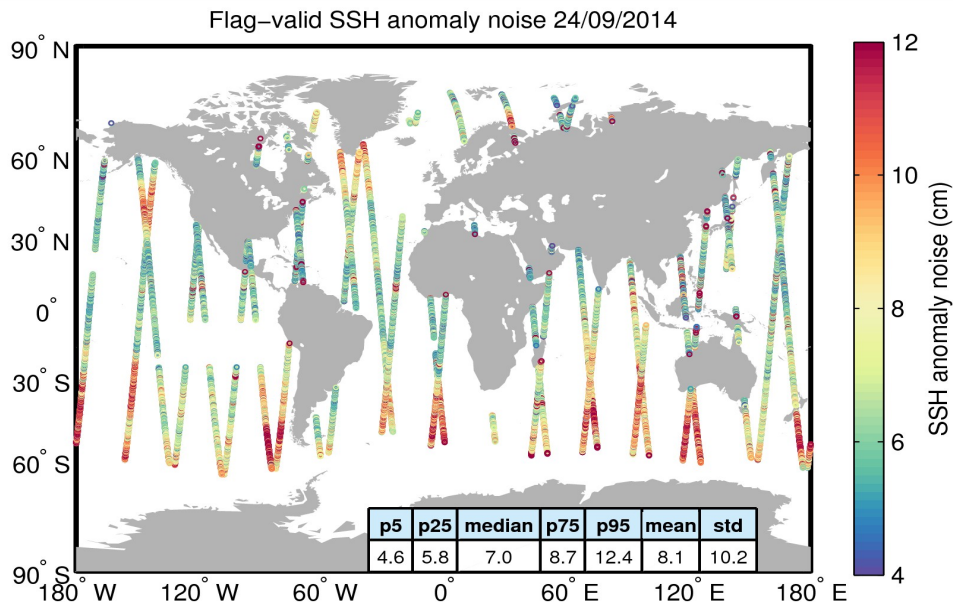 Flag−valid SSH anomaly noise 24/09/2014
90° N
60° N
30° N
0°
30° S
60° S
90° S
180° W
120° W
60° W
0°
60° E
120° E
180° E
p5 p25 median p75 p95 mean std
4.6 5.8 7.0 8.7 12.4 8.1 10.2
12
10
8
6
4
SSH anomaly noise (cm)